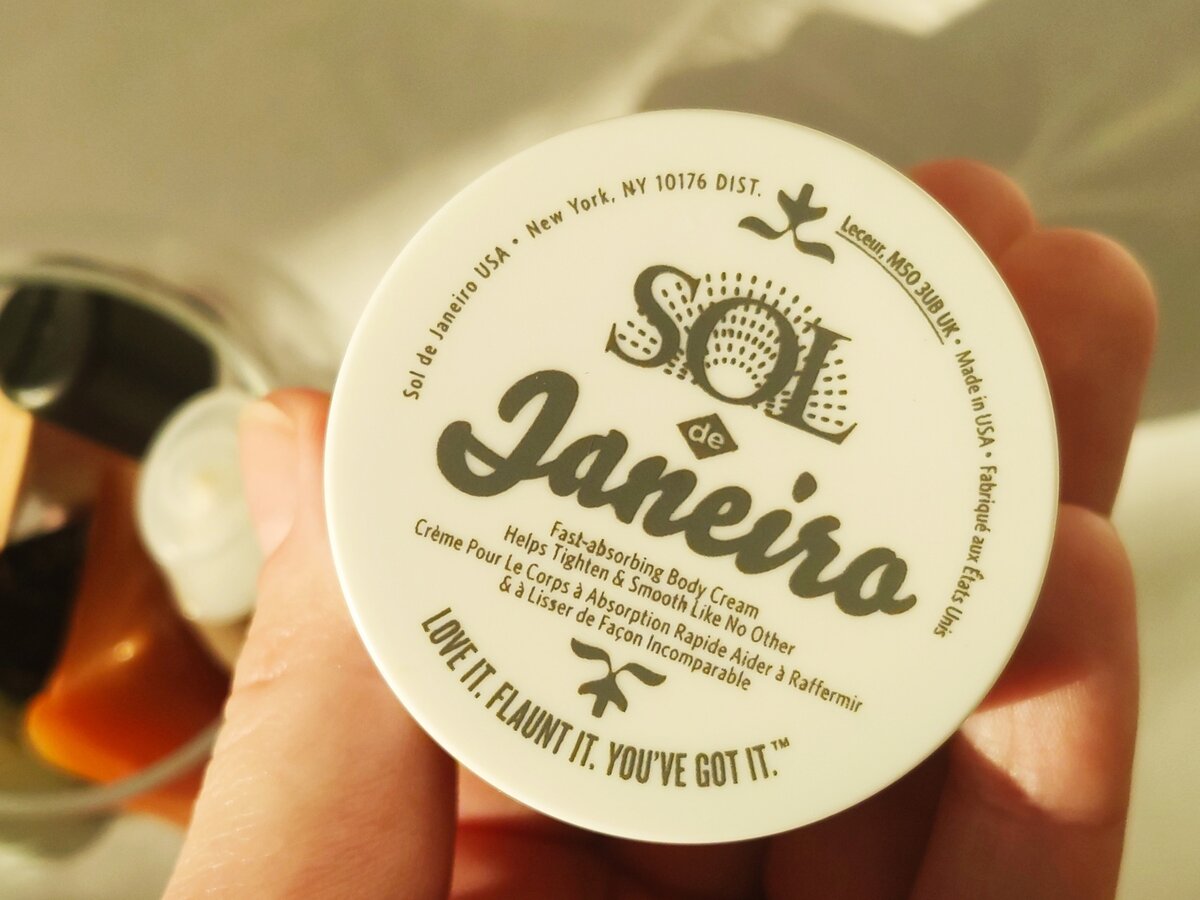 Sol de Janeiro USA • New York, NY 10176 DIST.
Leceur, M50 3UB UK • Made in USA • Fabriqué aux États Unis
SOL
de
Janeiro
Fast-absorbing Body Cream
Helps Tighten & Smooth Like No Other
Crème Pour Le Corps à Absorption Rapide Aider à Raffermir
& à Lisser de Façon Incomparable
LOVE IT. FLAUNT IT. YOU'VE GOT IT.™